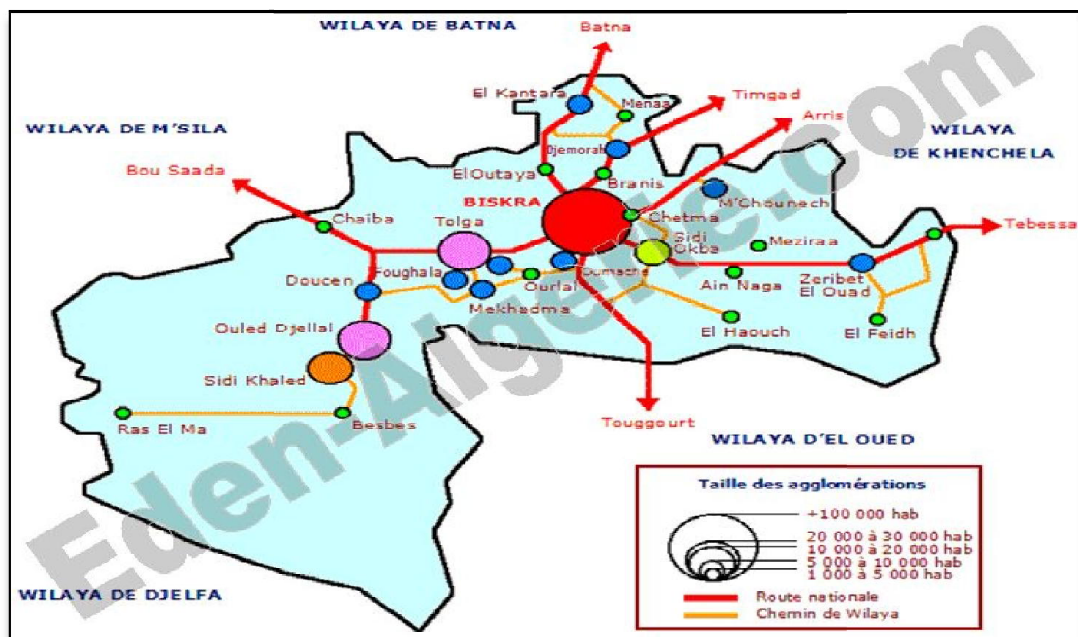 WILAYA DE BATNA
Batna
El Kantara
Menaa
Timgad
Arris
WILAYA DE M'SILA
WILAYA
DE KHENCHELA
Djemorah
Bou Saada
El Outaya
Branis
M'Chounech
BISKRA
Chetma
Chaiba
Tolga
Sidi
Okba
Meziraa
Tebessa
Foughala
Doucen
Ourlal
Oumache
Ain Naga
Zeribet
El Ouad
Mekhadma
Ouled Djellal
El Haouch
El Feidh
Sidi Khaled
Ras El Ma
Besbes
Touggourt
WILAYA D'EL OUED
WILAYA DE DJELFA
Taille des agglomérations
+100 000 hab
20 000 à 30 000 hab
10 000 à 20 000 hab
5 000 à 10 000 hab
1 000 à 5 000 hab
Route nationale
Chemin de Wilaya
Eden-Algerie.com